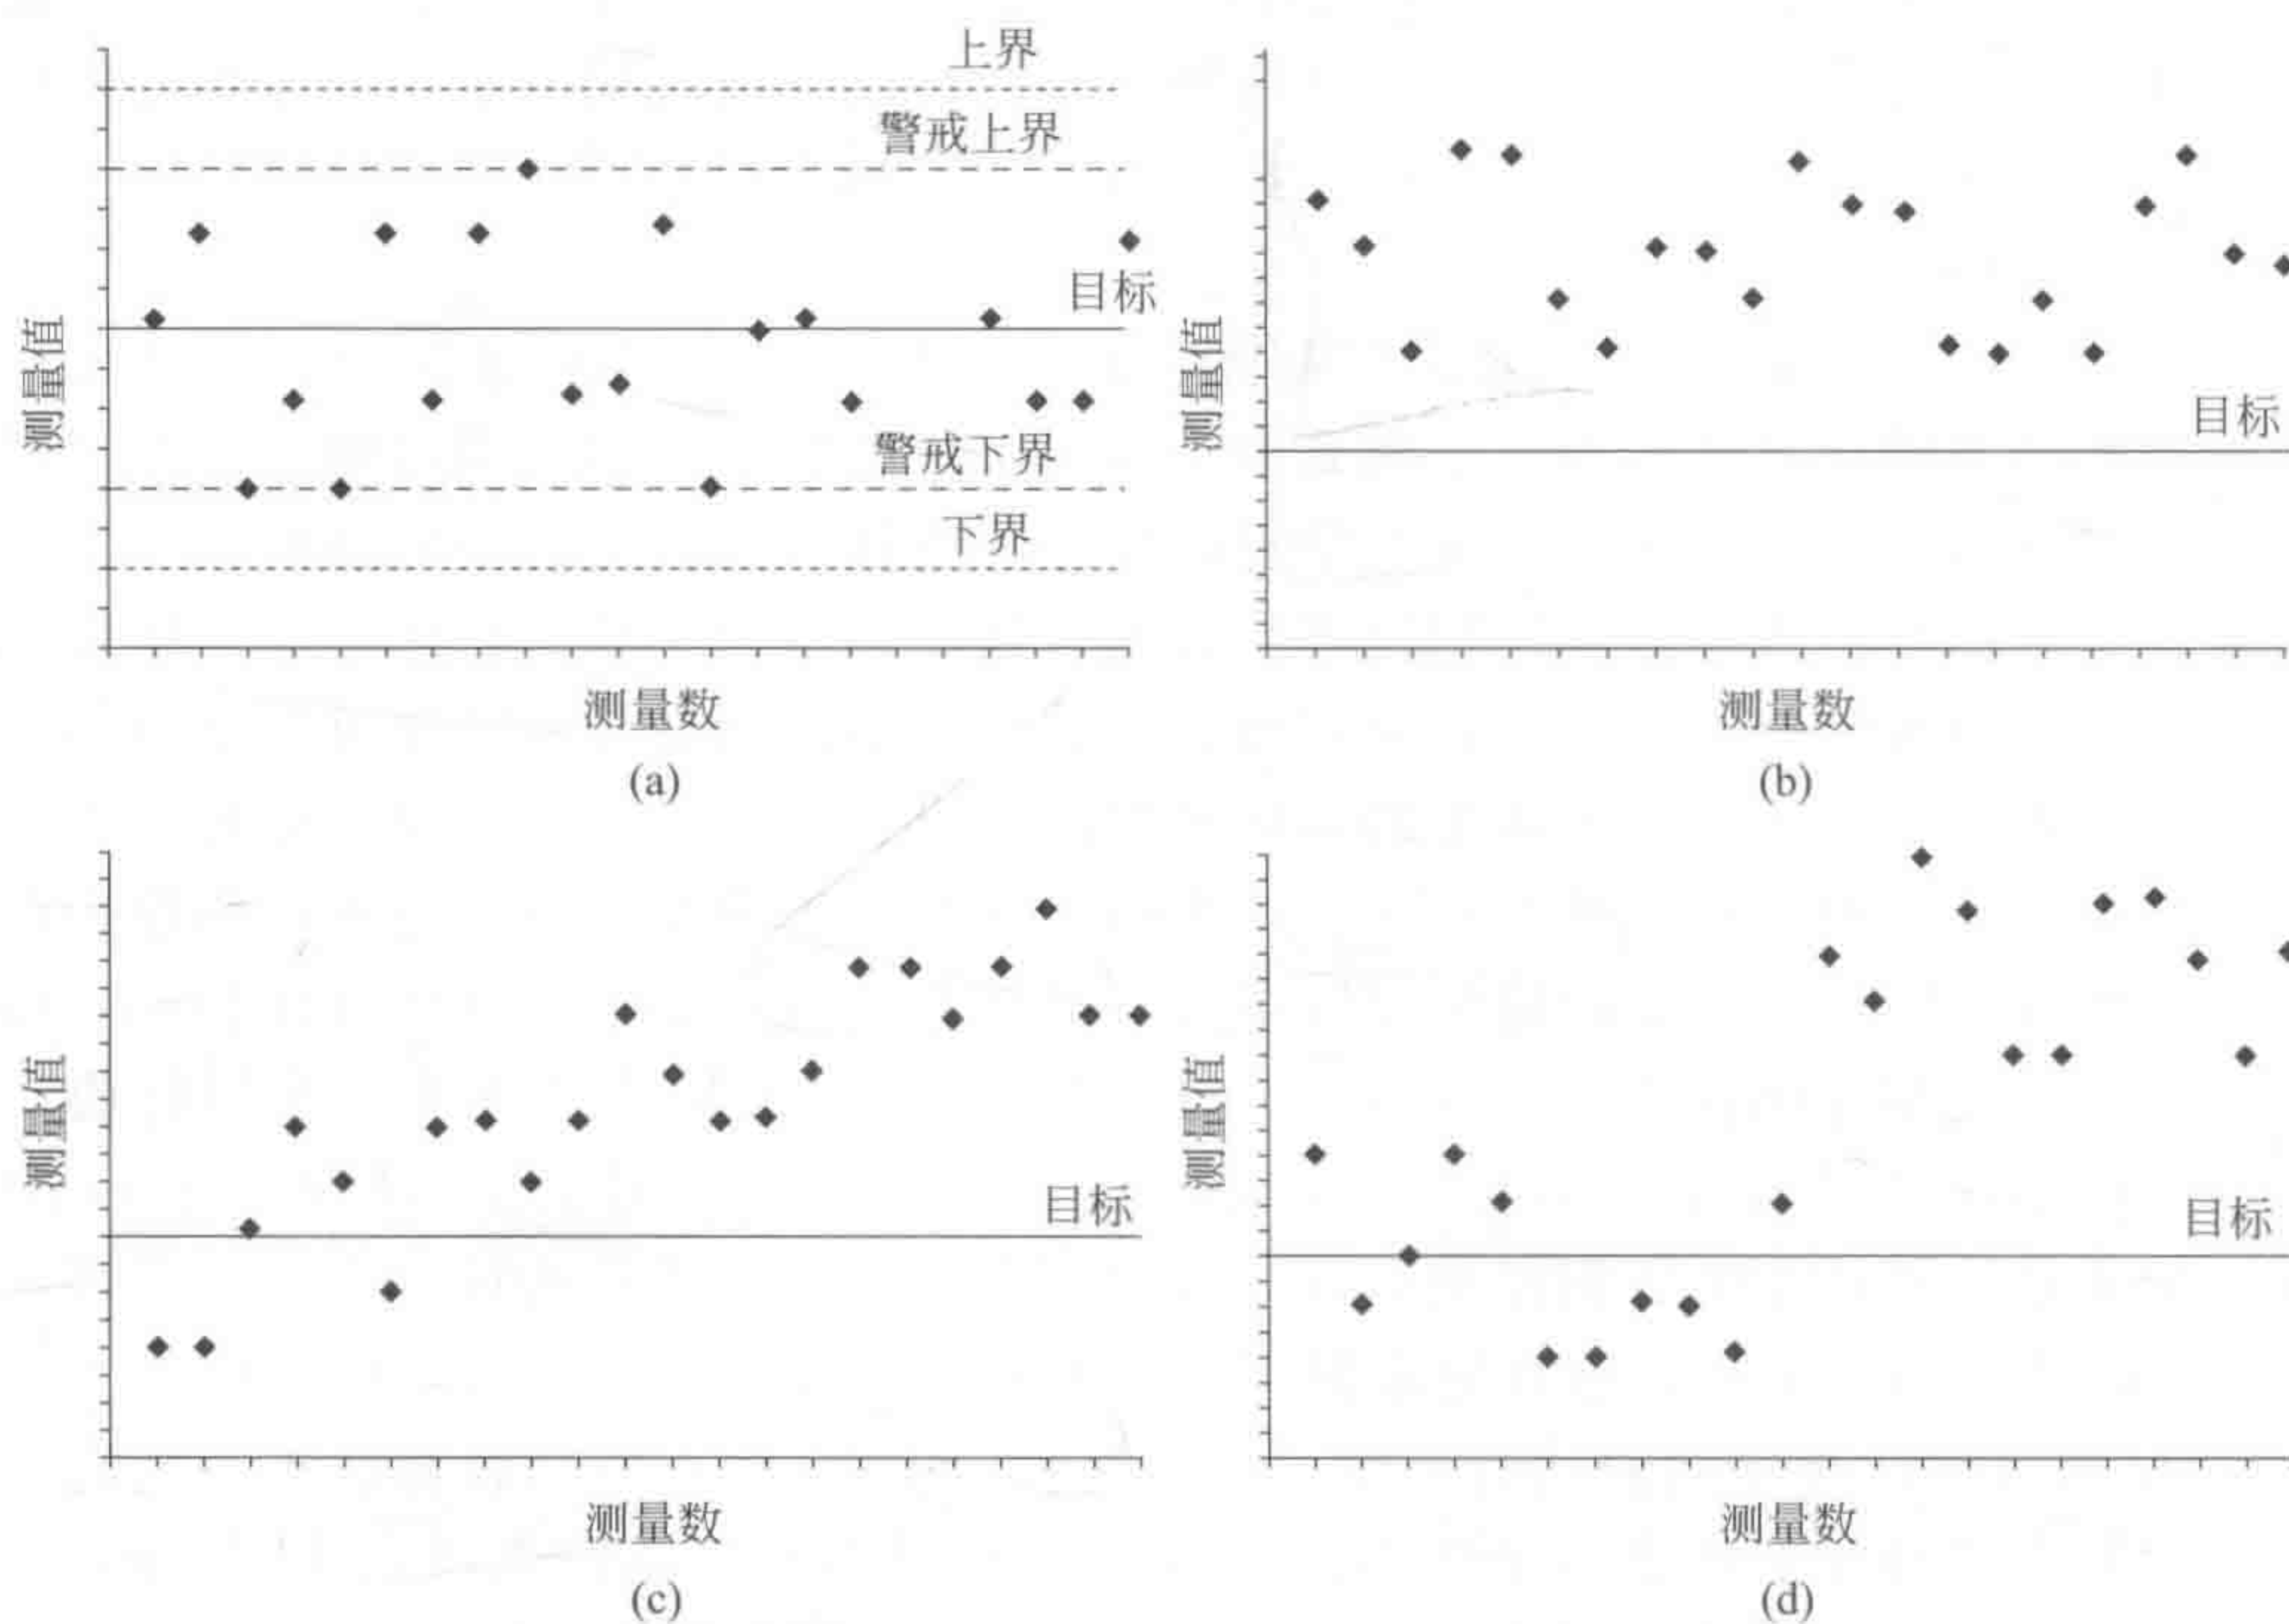 上界
警戒上界
目标
警戒下界
下界
测量值
测量数
(a)
目标
测量值
测量数
(b)
目标
测量值
测量数
(c)
目标
测量值
测量数
(d)